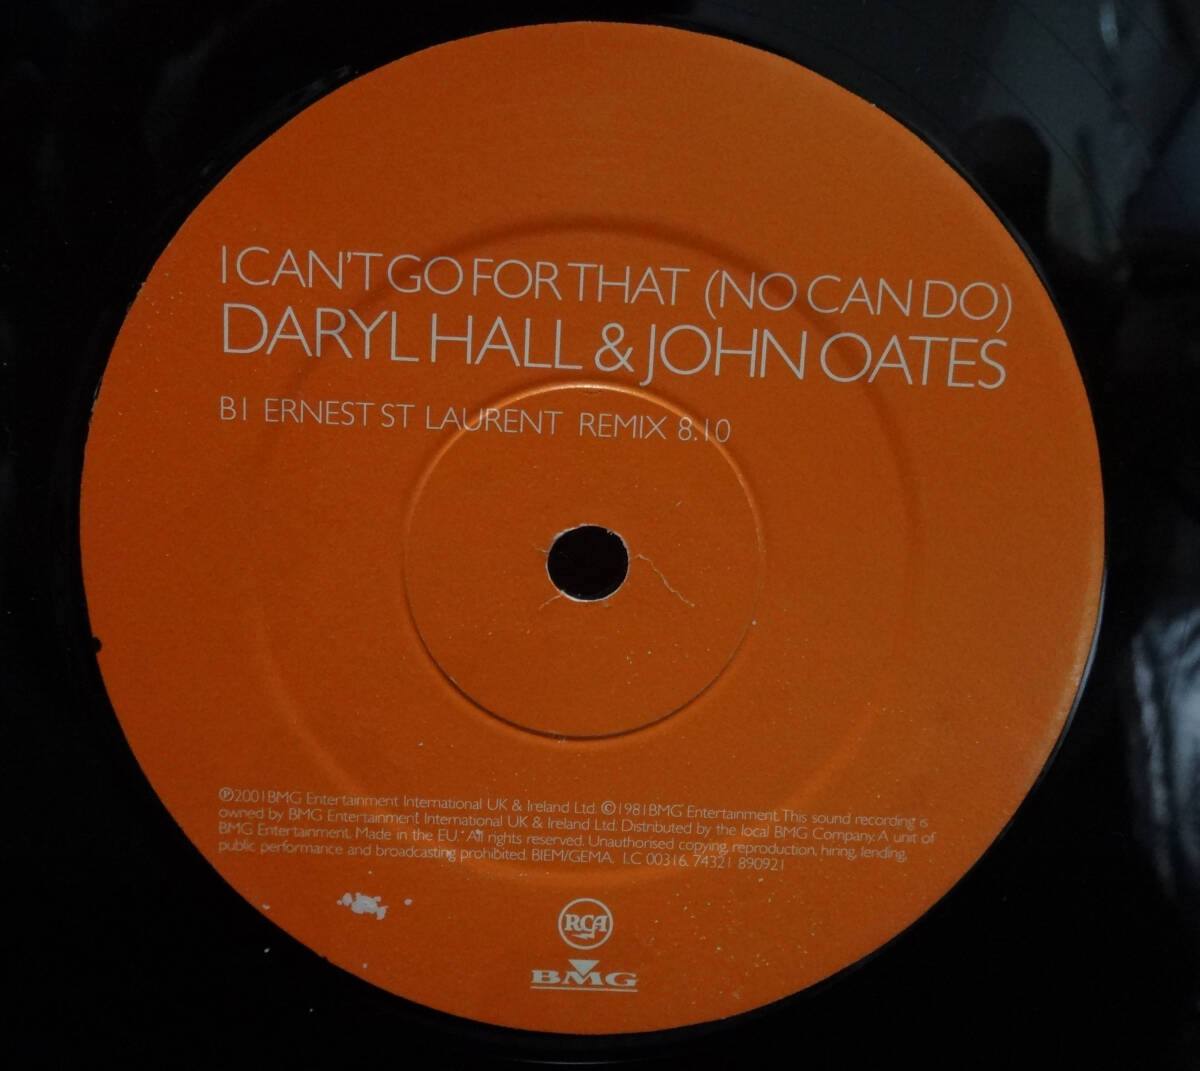 I CAN'T GO FOR THAT (NO CAN DO)
DARYL HALL & JOHN OATES
B1 ERNEST ST LAURENT REMIX 8.10
℗2001 BMG Entertainment International UK & Ireland Ltd. ©1981 BMG Entertainment. This sound recording is
owned by BMG Entertainment International UK & Ireland Ltd. Distributed by the local BMG Company. A unit of
BMG Entertainment. Made in the EU. All rights reserved. Unauthorised copying, reproduction, hiring, lending,
public performance and broadcasting prohibited. BIEM/GEMA. LC 00316. 74321 890921
RCA
BMG